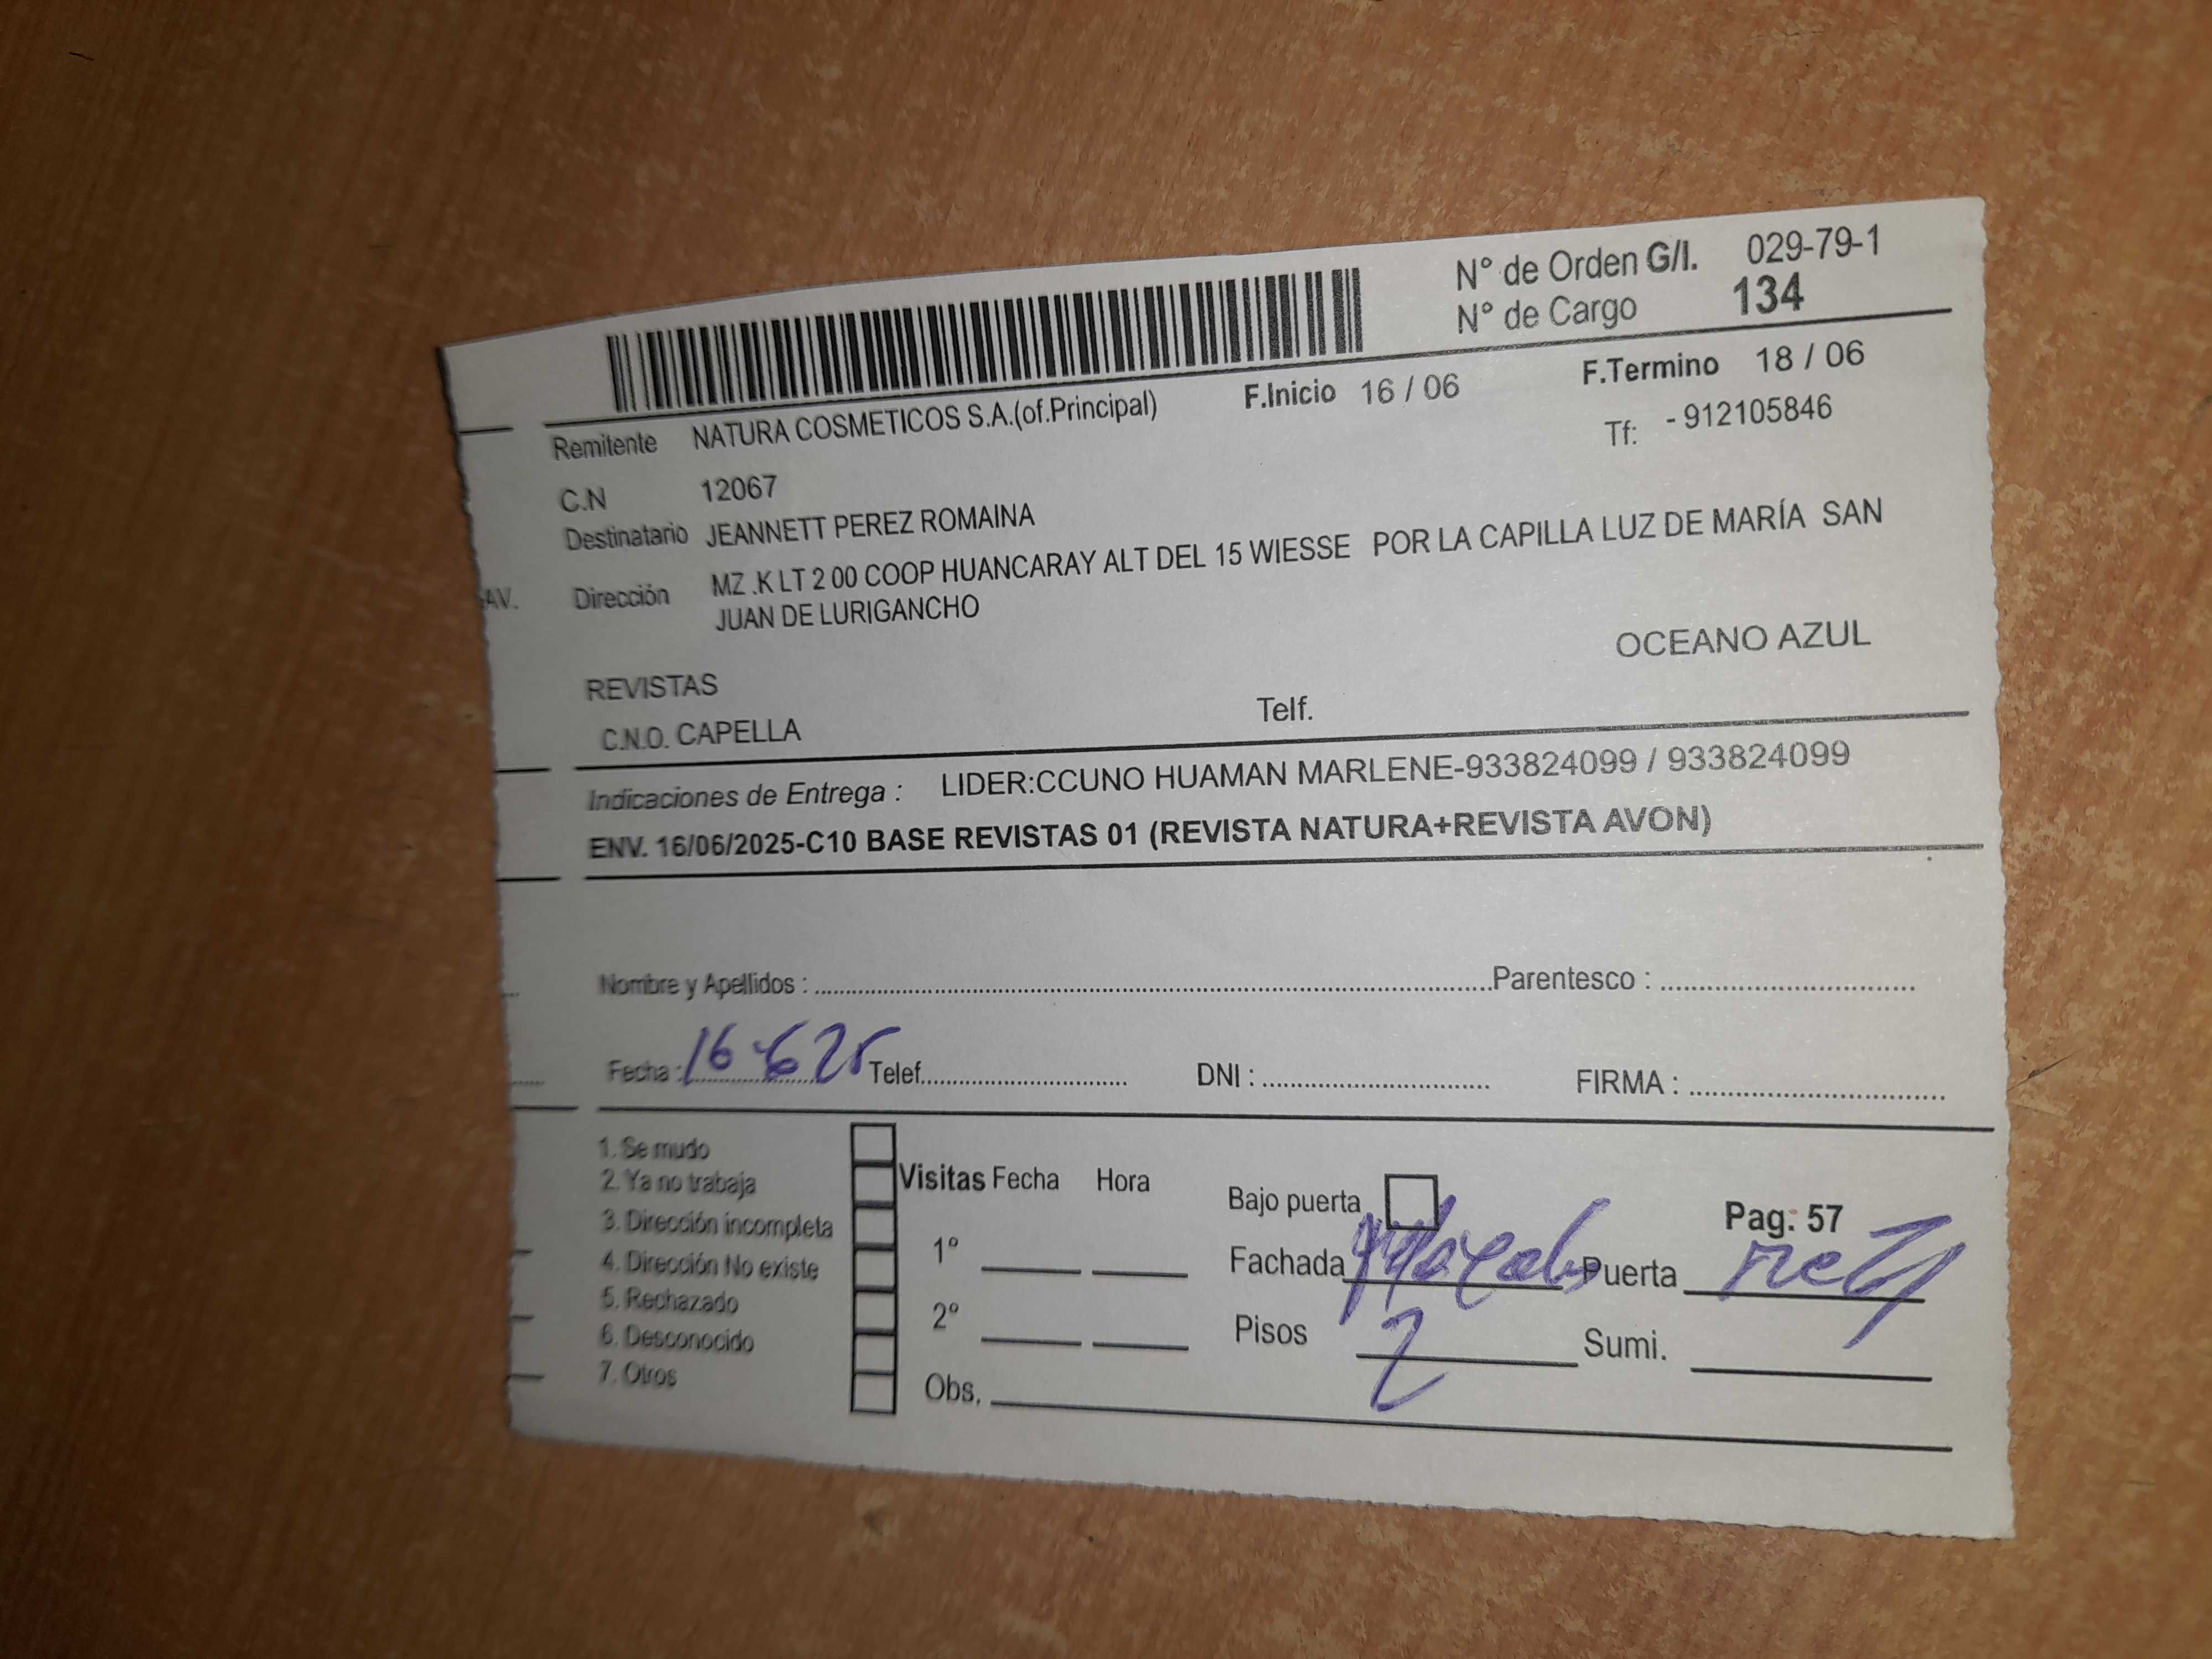 N° de Orden G/I. 029-79-1
N° de Cargo 134
F.Inicio 16 / 06 F.Termino 18 / 06
Remitente NATURA COSMETICOS S.A.(of.Principal) Tf: - 912105846
C.N 12067
Destinatario JEANNETT PEREZ ROMAINA
AV. Dirección MZ .K LT 2 00 COOP HUANCARAY ALT DEL 15 WIESSE POR LA CAPILLA LUZ DE MARÍA SAN
JUAN DE LURIGANCHO
OCEANO AZUL
REVISTAS
C.N.O. CAPELLA Telf.
Indicaciones de Entrega : LIDER:CCUNO HUAMAN MARLENE-933824099 / 933824099
ENV. 16/06/2025-C10 BASE REVISTAS 01 (REVISTA NATURA+REVISTA AVON)
Nombre y Apellidos : Parentesco :
Fecha : 16-6 25 Telef. DNI : FIRMA :
1. Se mudo
2. Ya no trabaja
3. Dirección incompleta
4. Dirección No existe
5. Rechazado
6. Desconocido
7. Otros
Visitas Fecha Hora
1°
2°
Obs.
Bajo puerta Pag: 57
Fachada Puerta
Pisos 2 Sumi.